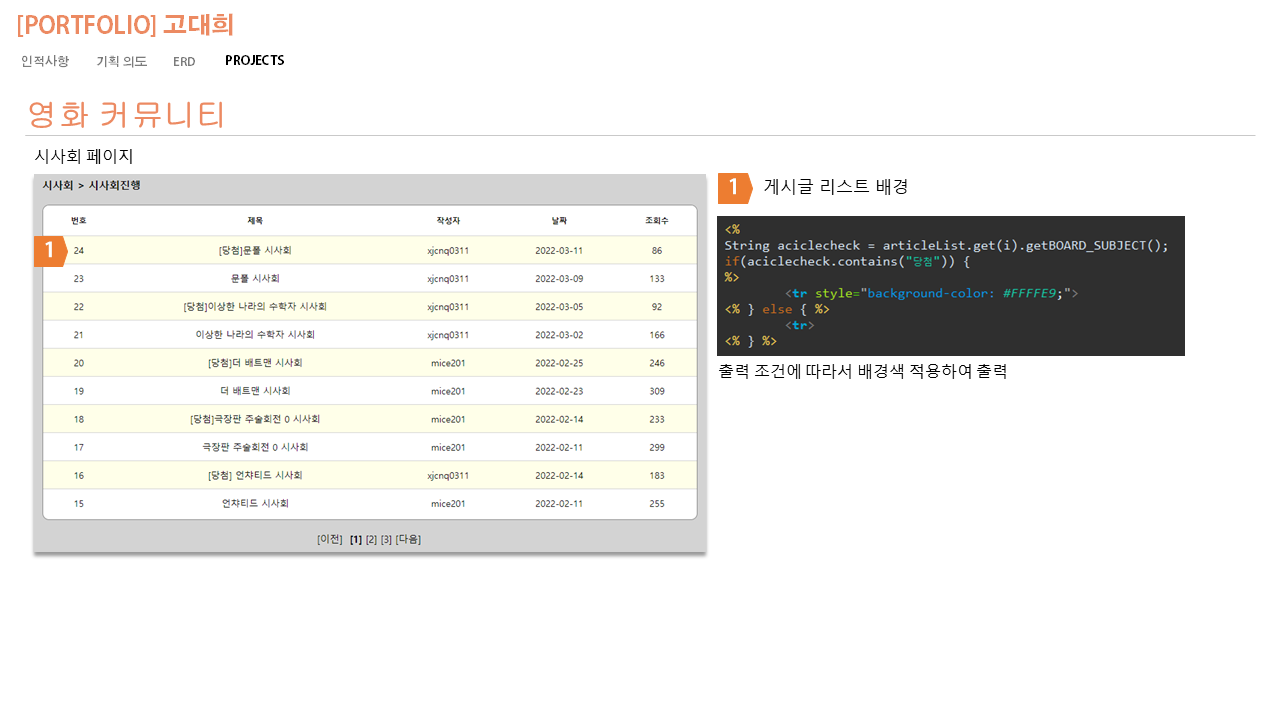 [PORTFOLIO] 고대희
인적사항 기획 의도 ERD PROJECTS
영화 커뮤니티
시사회 페이지
시사회 > 시사회진행
번호 제목 작성자 날짜 조회수
1 24 [당첨]문폴 시사회 xjcnq0311 2022-03-11 86
23 문폴 시사회 xjcnq0311 2022-03-09 133
22 [당첨]이상한 나라의 수학자 시사회 xjcnq0311 2022-03-05 92
21 이상한 나라의 수학자 시사회 xjcnq0311 2022-03-02 166
20 [당첨]더 배트맨 시사회 mice201 2022-02-25 246
19 더 배트맨 시사회 mice201 2022-02-23 309
18 [당첨]극장판 주술회전 0 시사회 mice201 2022-02-14 233
17 극장판 주술회전 0 시사회 mice201 2022-02-11 299
16 [당첨] 언챠티드 시사회 xjcnq0311 2022-02-14 183
15 언챠티드 시사회 mice201 2022-02-11 255
[이전] [1] [2] [3] [다음]
1 게시글 리스트 배경
<%
String aciclecheck = articleList.get(i).getBOARD_SUBJECT();
if(aciclecheck.contains("당첨")) {
%>
<tr style="background-color: #FFFFE9;">
<% } else { %>
<tr>
<% } %>
출력 조건에 따라서 배경색 적용하여 출력